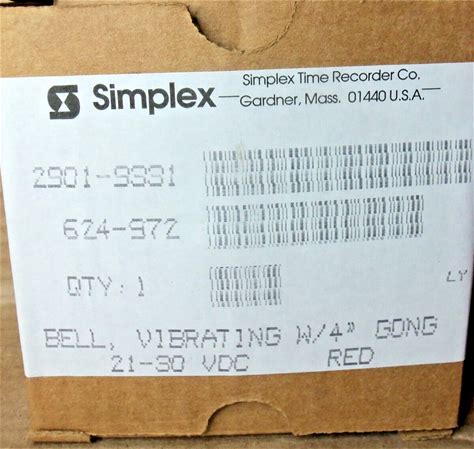 Simplex
Simplex Time Recorder Co.
Gardner, Mass. 01440 U.S.A.
2901-9331
624-972
QTY: 1
LY
BELL, VIBRATING W/4" GONG
21-30 VDC RED